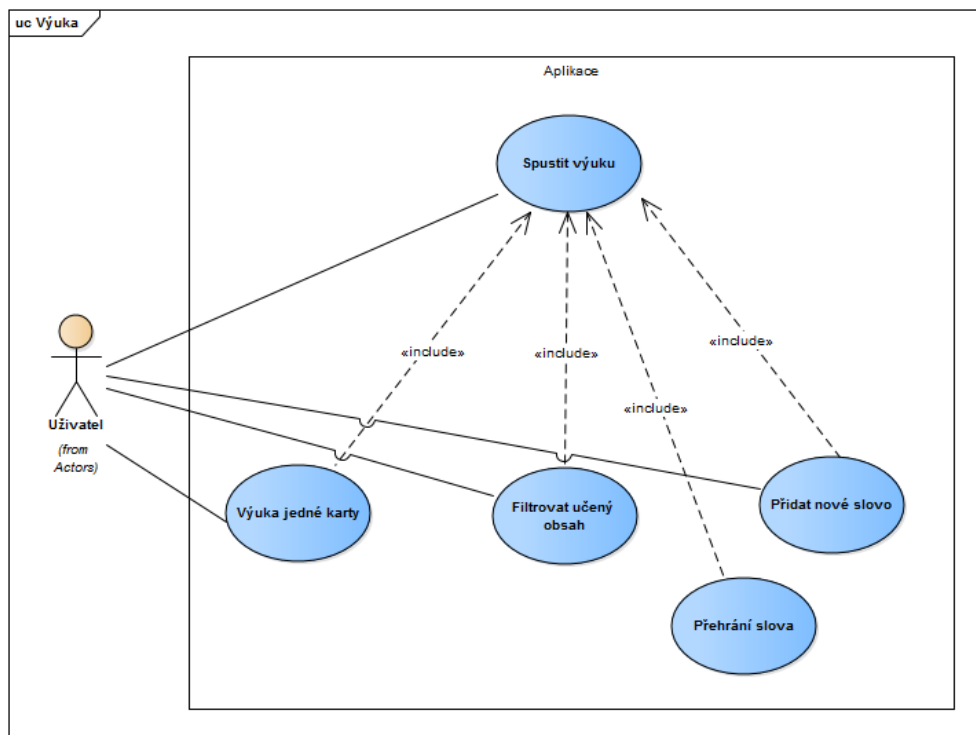 uc Výuka
Aplikace
Spustit výuku
«include»
«include»
«include»
«include»
Uživatel
(from
Actors)
Výuka jedné karty
Filtrovat učený
obsah
Přidat nové slovo
Přehrání slova